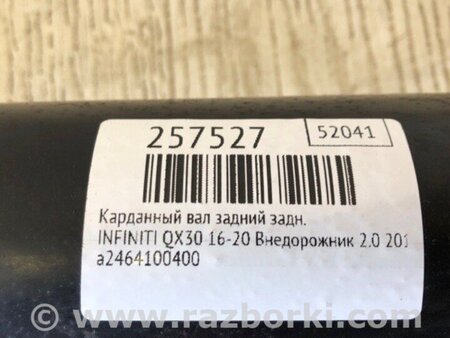 257527
52041
Карданный вал задний задн.
INFINITI QX30 16-20 Внедорожник 2.0 201
a2464100400
© www.razborki.com